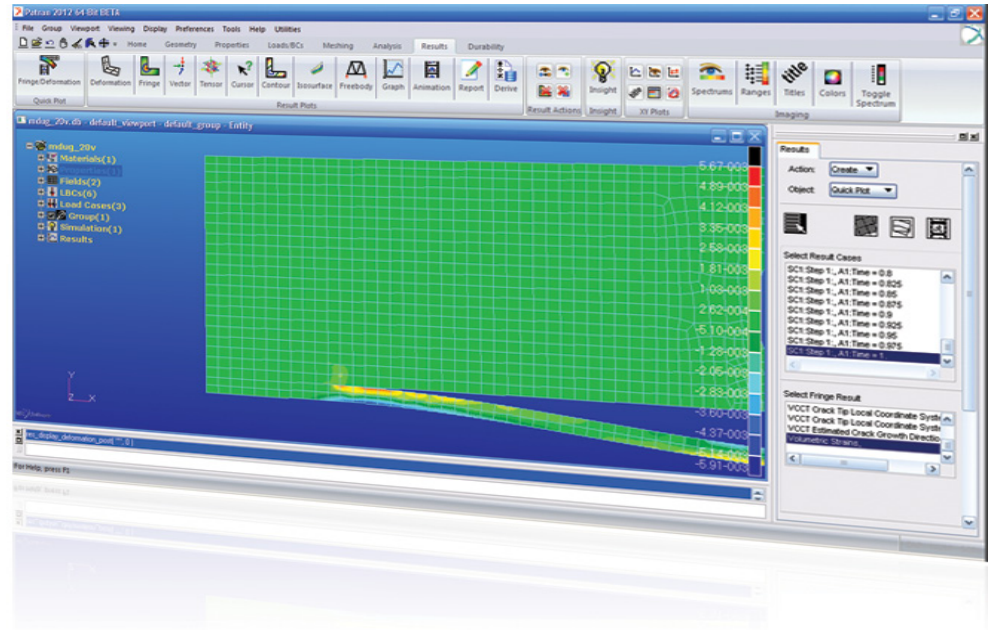 Patran 2012 64-Bit BETA
File Group Viewport Viewing Display Preferences Tools Help Utilities
Home Geometry Properties Loads/BCs Meshing Analysis Results Durability
Fringe/Deformation Deformation Fringe Vector Tensor Cursor Contour Isosurface Freebody Graph Animation Report Derive Insight Spectrums Ranges Titles Colors Toggle Spectrum
Quick Plot Result Plots Result Actions Insight XY Plots Imaging
mdug_20v.db - default_viewport - default_group - Entity
mdug_20v
Materials(1)
Fields(2)
LBCs(6)
Load Cases(3)
Group(1)
Simulation(1)
Results
5.67-003
4.89-003
4.12-003
3.35-003
2.58-003
1.81-003
1.03-003
2.62-004
-5.10-004
-1.28-003
-2.05-003
-2.83-003
-3.60-003
-4.37-003
-5.14-003
-5.91-003
Y
Z X
res_display_deformation_post( "", 0 )
For Help, press F1
Results
Action: Create
Object: Quick Plot
Select Result Cases
SC1:Step 1:, A1:Time = 0.8
SC1:Step 1:, A1:Time = 0.825
SC1:Step 1:, A1:Time = 0.85
SC1:Step 1:, A1:Time = 0.875
SC1:Step 1:, A1:Time = 0.9
SC1:Step 1:, A1:Time = 0.925
SC1:Step 1:, A1:Time = 0.95
SC1:Step 1:, A1:Time = 0.975
SC1:Step 1:, A1:Time = 1.
Select Fringe Result
VCCT Crack Tip Local Coordinate Syste
VCCT Crack Tip Local Coordinate Syste
VCCT Estimated Crack Growth Directio
Volumetric Strains,